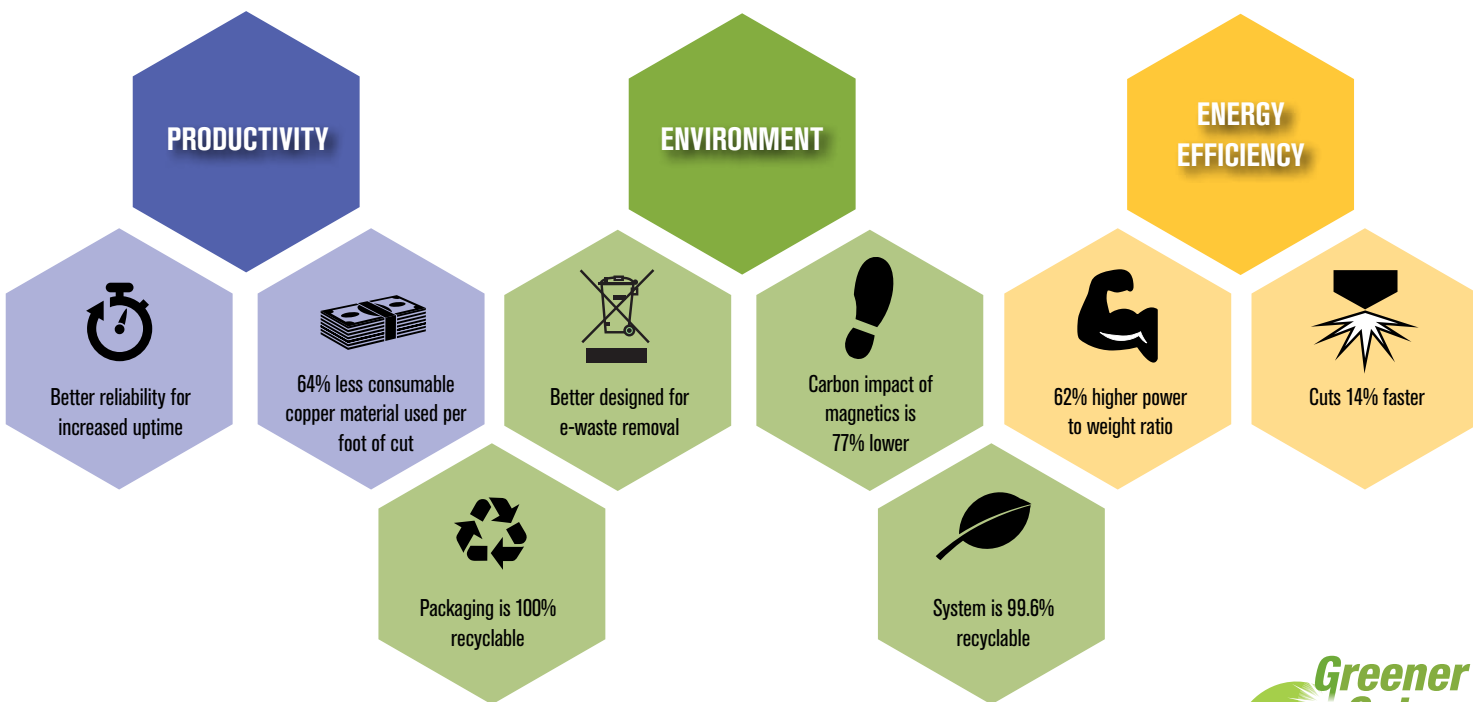 PRODUCTIVITY
ENVIRONMENT
ENERGY
EFFICIENCY
Better reliability for
increased uptime
64% less consumable
copper material used per
foot of cut
Better designed for
e-waste removal
Carbon impact of
magnetics is
77% lower
62% higher power
to weight ratio
Cuts 14% faster
Packaging is 100%
recyclable
System is 99.6%
recyclable
Greener